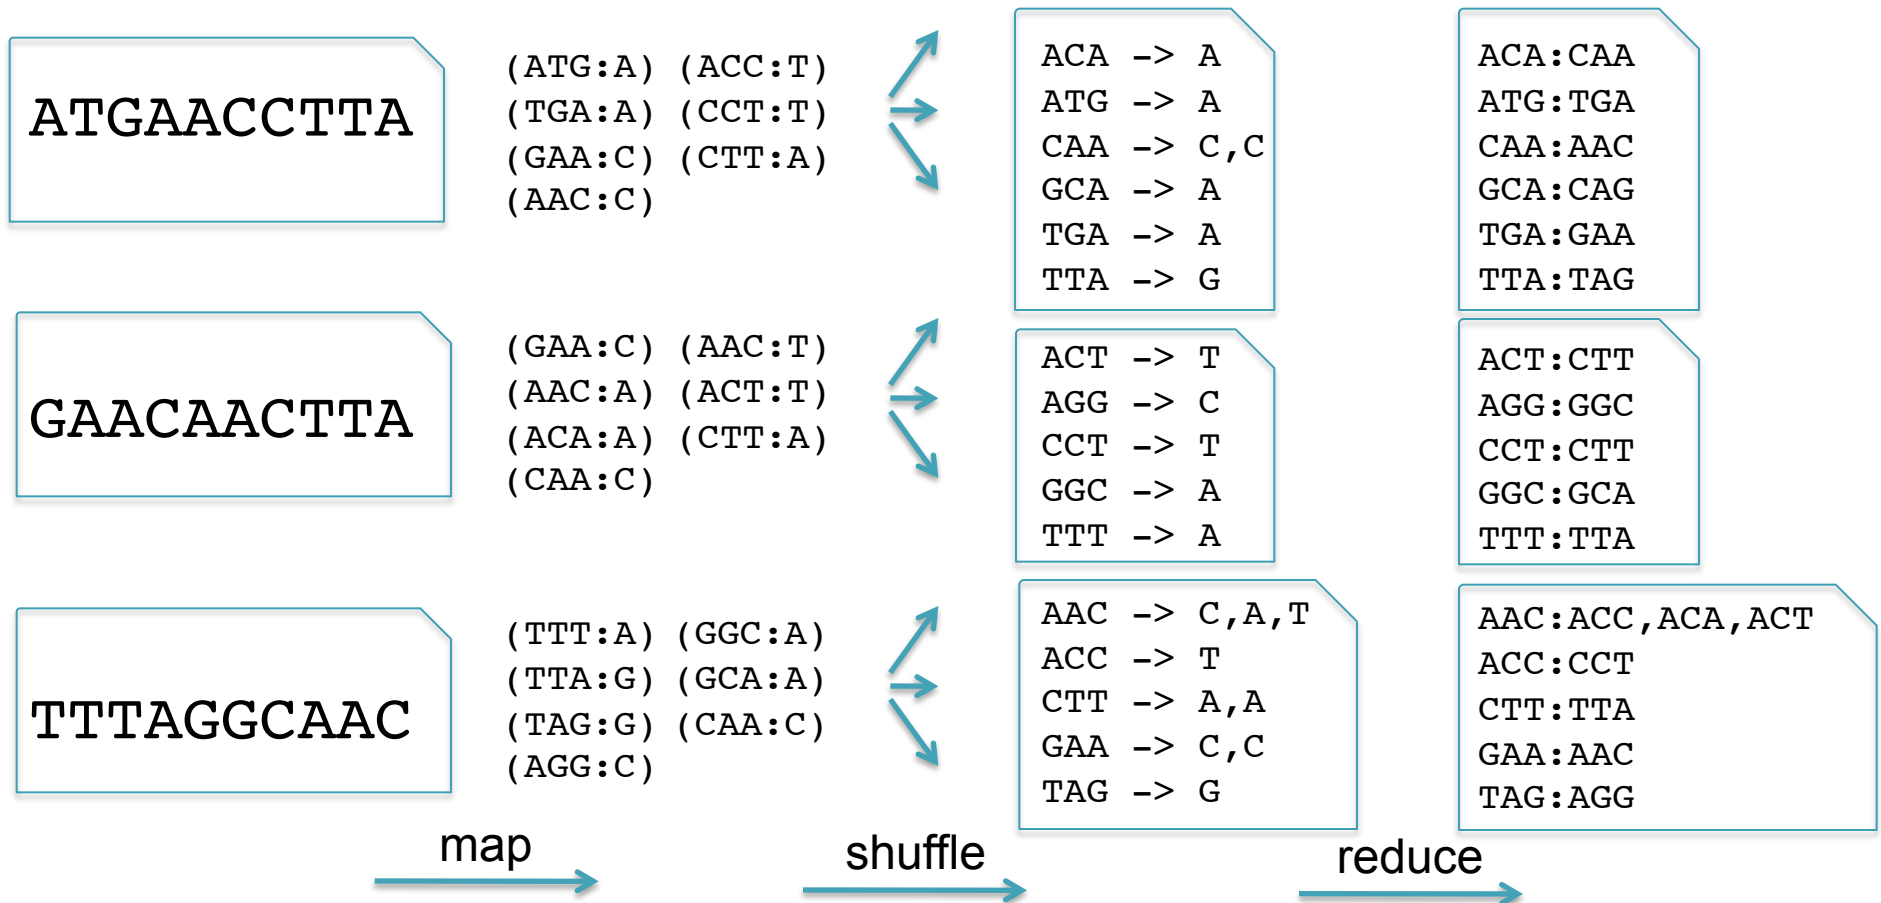 ATGAACCTTA
(ATG:A) (ACC:T)
(TGA:A) (CCT:T)
(GAA:C) (CTT:A)
(AAC:C)
ACA -> A
ATG -> A
CAA -> C,C
GCA -> A
TGA -> A
TTA -> G
ACA:CAA
ATG:TGA
CAA:AAC
GCA:CAG
TGA:GAA
TTA:TAG
GAACAACTTA
(GAA:C) (AAC:T)
(AAC:A) (ACT:T)
(ACA:A) (CTT:A)
(CAA:C)
ACT -> T
AGG -> C
CCT -> T
GGC -> A
TTT -> A
ACT:CTT
AGG:GGC
CCT:CTT
GGC:GCA
TTT:TTA
TTTAGGCAAC
(TTT:A) (GGC:A)
(TTA:G) (GCA:A)
(TAG:G) (CAA:C)
(AGG:C)
AAC -> C,A,T
ACC -> T
CTT -> A,A
GAA -> C,C
TAG -> G
AAC:ACC,ACA,ACT
ACC:CCT
CTT:TTA
GAA:AAC
TAG:AGG
map
shuffle
reduce